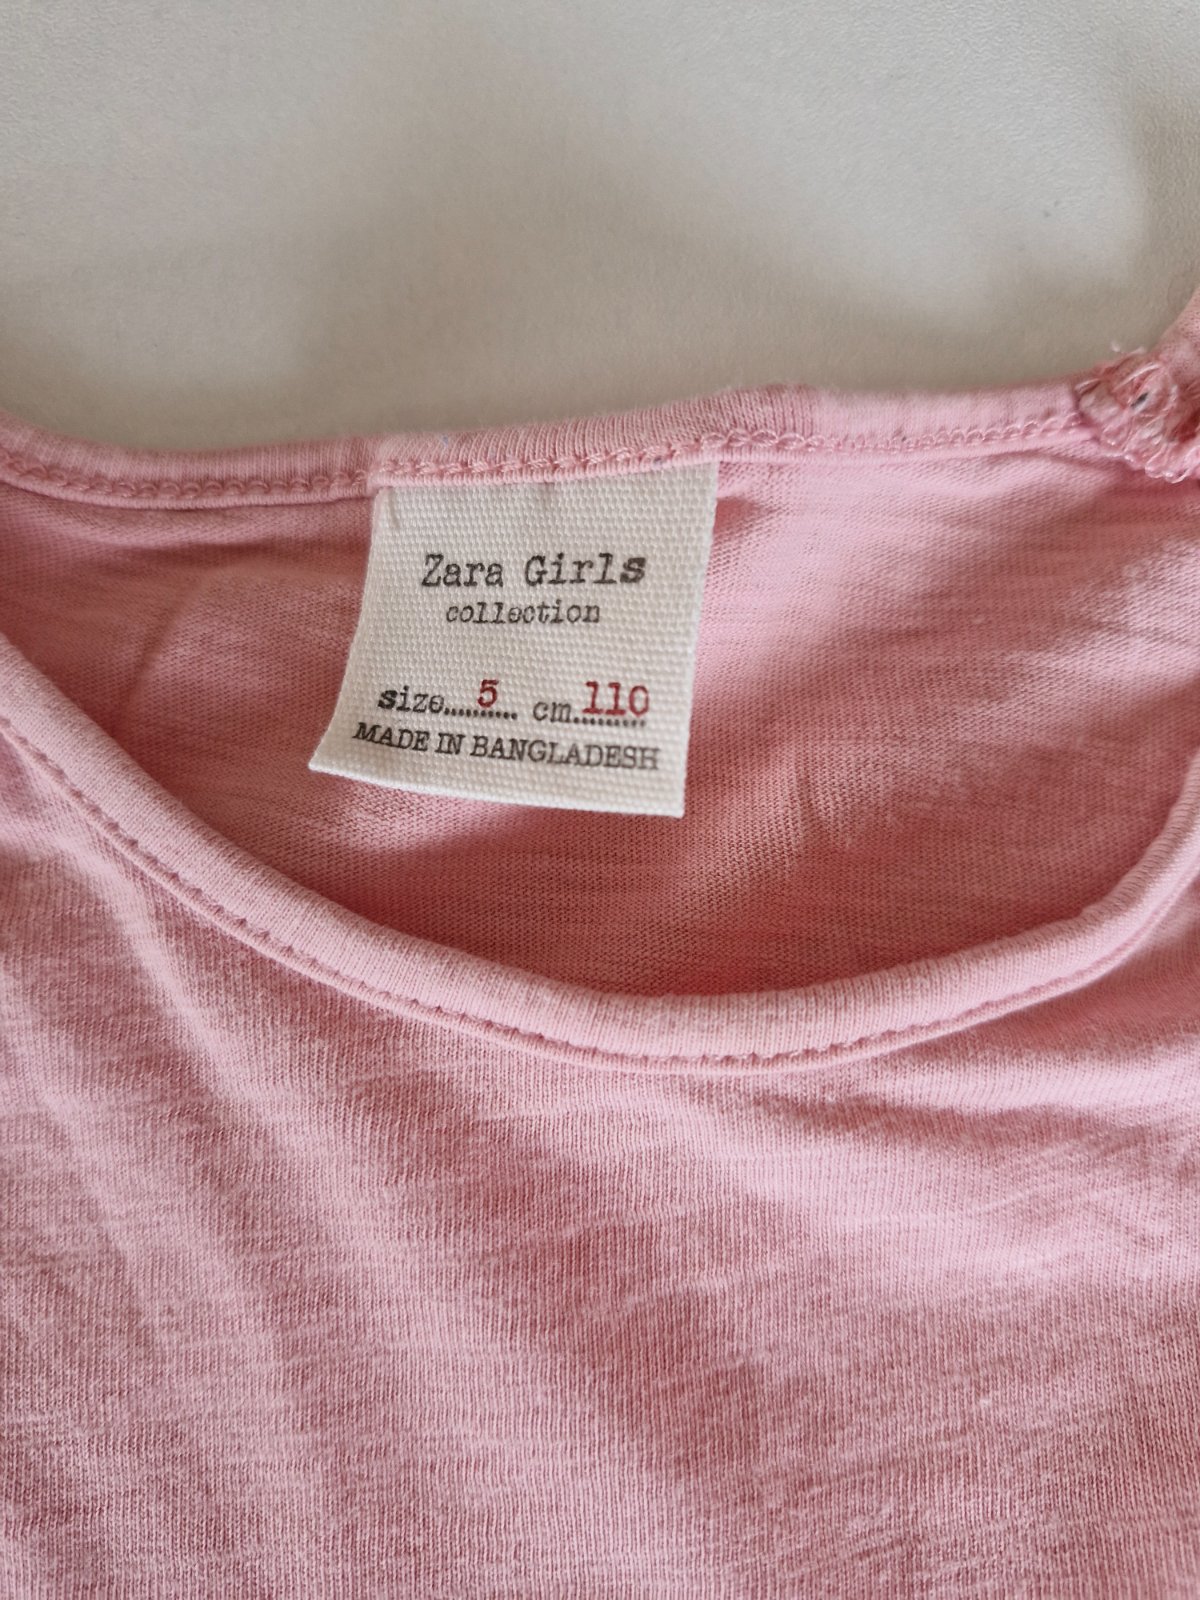 Zara Girls
collection
size.......5... cm.110
MADE IN BANGLADESH